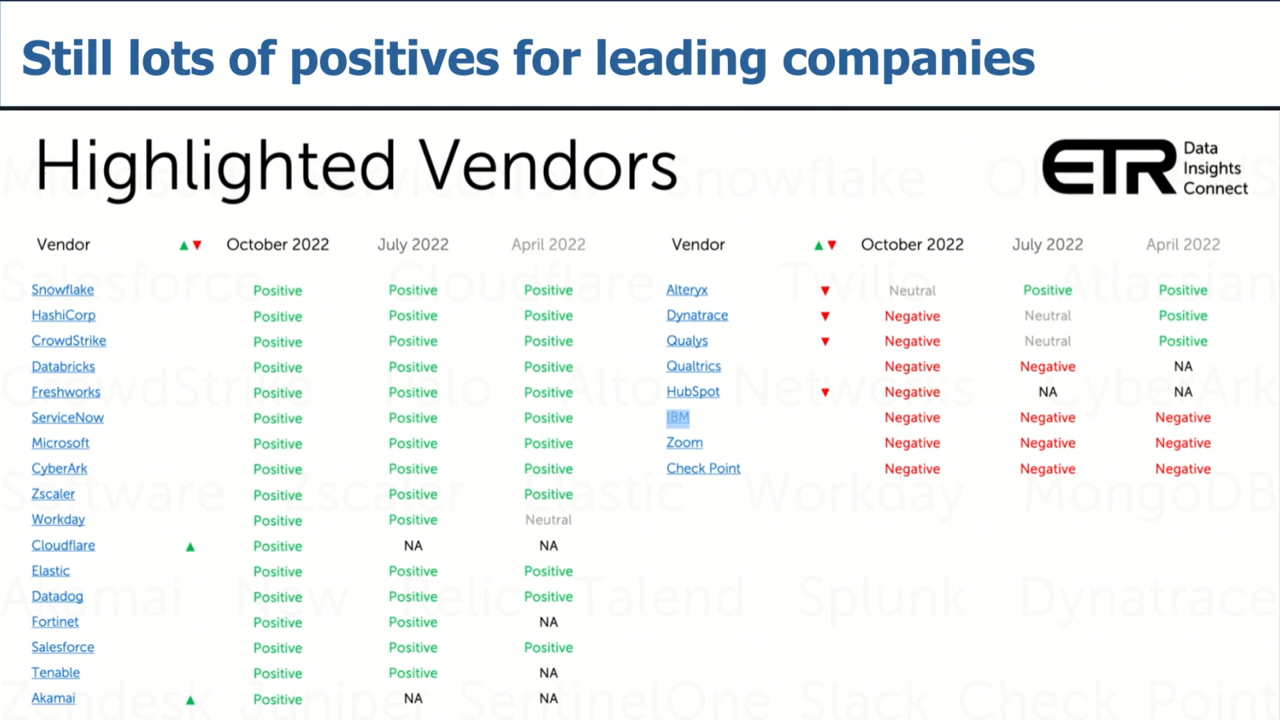 Still lots of positives for leading companies
Highlighted Vendors
ETR Data Insights Connect
Vendor ▲▼ October 2022 July 2022 April 2022
Snowflake Positive Positive Positive
HashiCorp Positive Positive Positive
CrowdStrike Positive Positive Positive
Databricks Positive Positive Positive
Freshworks Positive Positive Positive
ServiceNow Positive Positive Positive
Microsoft Positive Positive Positive
CyberArk Positive Positive Positive
Zscaler Positive Positive Positive
Workday Positive Positive Neutral
Cloudflare ▲ Positive NA NA
Elastic Positive Positive Positive
Datadog Positive Positive Positive
Fortinet Positive Positive NA
Salesforce Positive Positive Positive
Tenable Positive Positive NA
Akamai ▲ Positive NA NA
Vendor ▲▼ October 2022 July 2022 April 2022
Alteryx ▼ Neutral Positive Positive
Dynatrace ▼ Negative Neutral Positive
Qualys ▼ Negative Neutral Positive
Qualtrics Negative Negative NA
HubSpot ▼ Negative NA NA
IBM Negative Negative Negative
Zoom Negative Negative Negative
Check Point Negative Negative Negative